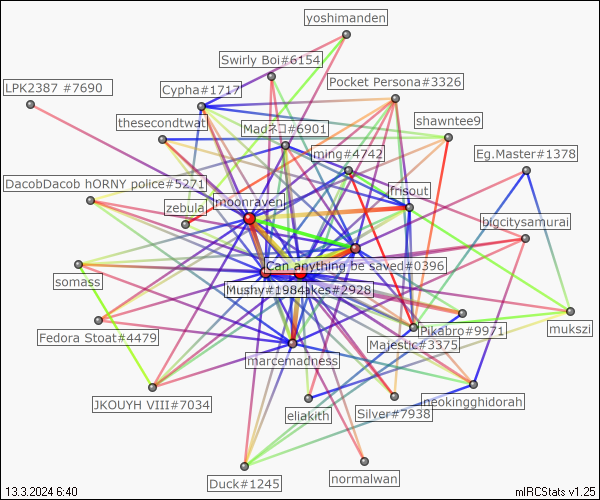 yoshimanden
Swirly Boi#6154
Pocket Persona#3326
LPK2387 #7690
Cypha#1717
thesecondtwat
Madネコ#6901
shawntee9
ming#4742
Eg.Master#1378
DacobDacob hORNY police#5271
frisout
zebula
moonraven
bigcitysamurai
Can anything be saved#0396
somass
Mushy#1984
akes#2928
Fedora Stoat#4479
Pikabro#9971
mukszi
Majestic#3375
marcemadness
JKOUYH VIII#7034
eliakith
Silver#7938
neokingghidorah
Duck#1245
normalwan
13.3.2024 6:40
mIRCStats v1.25